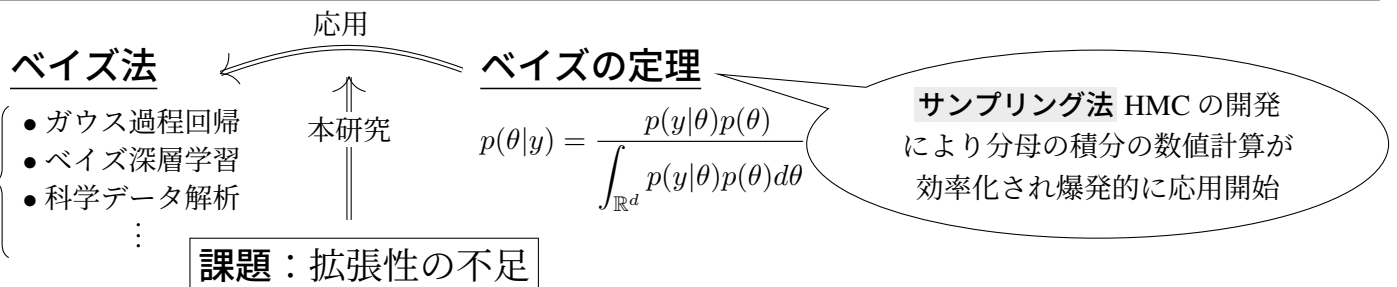 応用
ベイズ法
● ガウス過程回帰
● ベイズ深層学習
● 科学データ解析
⋮
本研究
ベイズの定理
p(θ|y) = p(y|θ)p(θ) / ∫_{ℝ^d} p(y|θ)p(θ)dθ
サンプリング法 HMC の開発
により分母の積分の数値計算が
効率化され爆発的に応用開始
課題：拡張性の不足